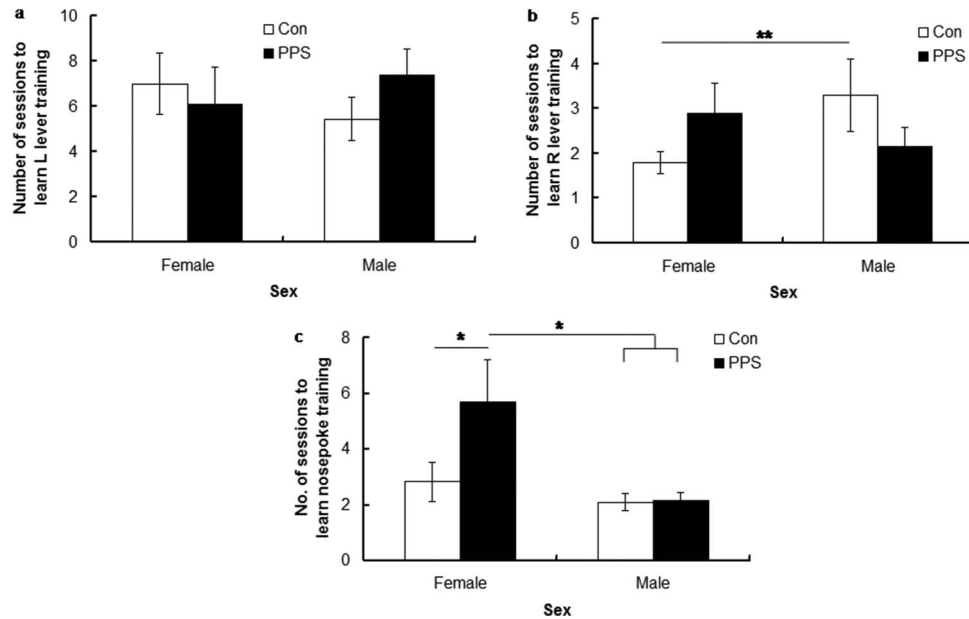 a
Number of sessions to
learn L lever training
10
8
6
4
2
0
Con
PPS
Female
Male
Sex
b
Number of sessions to
learn R lever training
5
4
3
2
1
0
**
Con
PPS
Female
Male
Sex
c
No. of sessions to
learn nosepoke training
8
6
4
2
0
*
*
Con
PPS
Female
Male
Sex